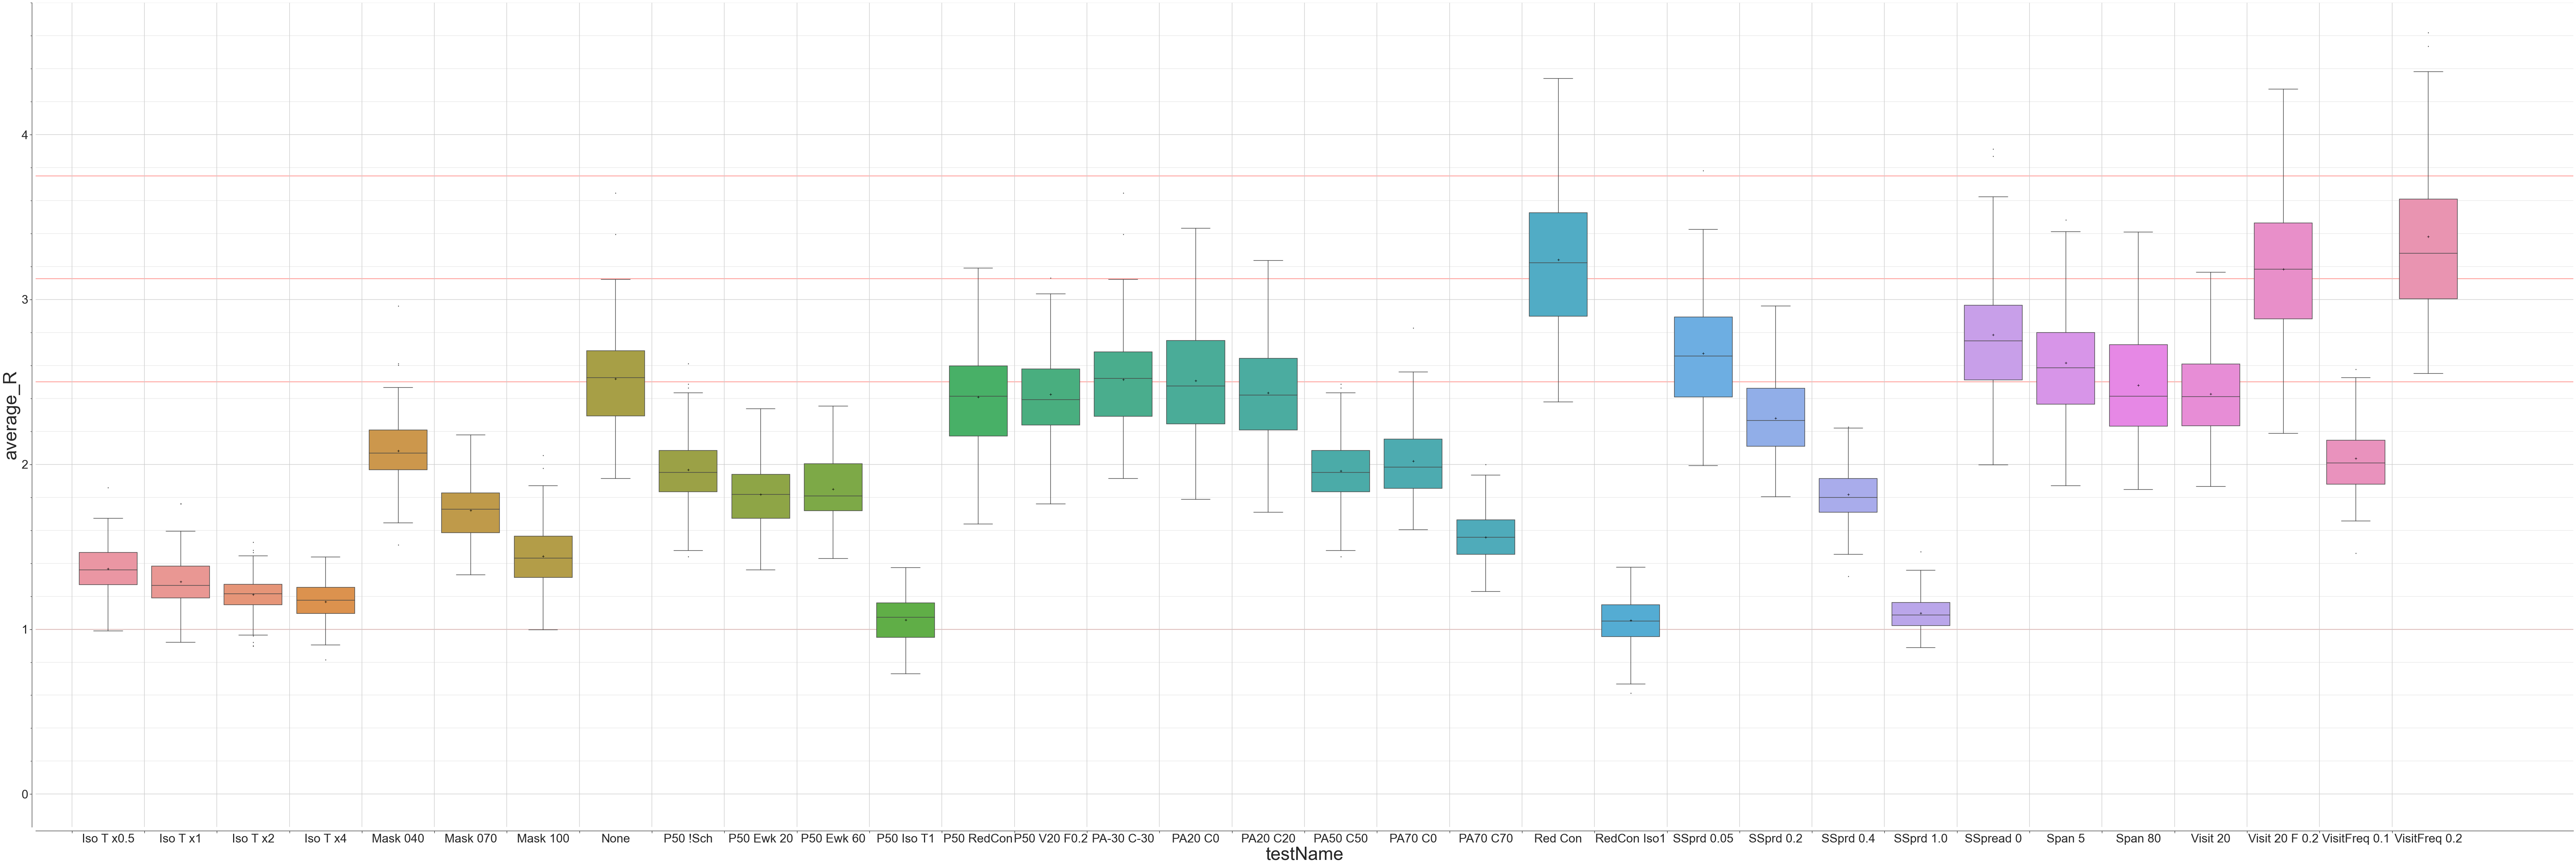 average_R
4
3
2
1
0
Iso T x0.5 Iso T x1 Iso T x2 Iso T x4 Mask 040 Mask 070 Mask 100 None P50 !Sch P50 Ewk 20 P50 Ewk 60 P50 Iso T1 P50 RedCon P50 V20 F0.2 PA-30 C-30 PA20 C0 PA20 C20 PA50 C50 PA70 C0 PA70 C70 Red Con RedCon Iso1 SSprd 0.05 SSprd 0.2 SSprd 0.4 SSprd 1.0 SSpread 0 Span 5 Span 80 Visit 20 Visit 20 F 0.2 VisitFreq 0.1 VisitFreq 0.2
testName